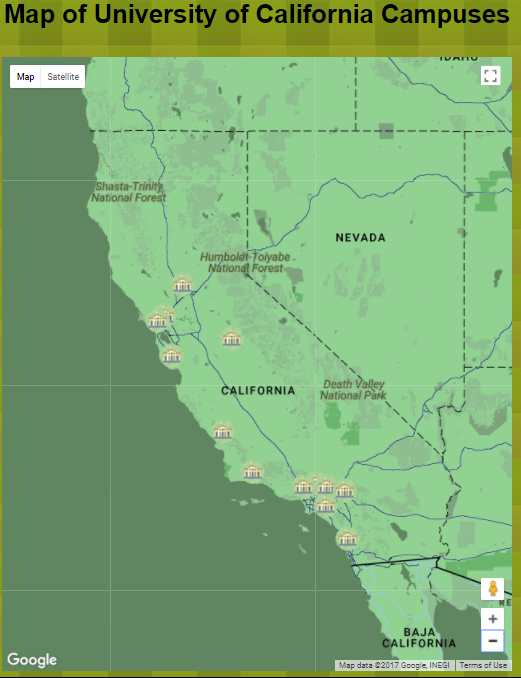 Map of University of California Campuses
IDAHO
Map Satellite
Shasta-Trinity
National Forest
NEVADA
Humboldt-Toiyabe
National Forest
CALIFORNIA
Death Valley
National Park
BAJA
CALIFORNIA
Google
Map data ©2017 Google, INEGI Terms of Use